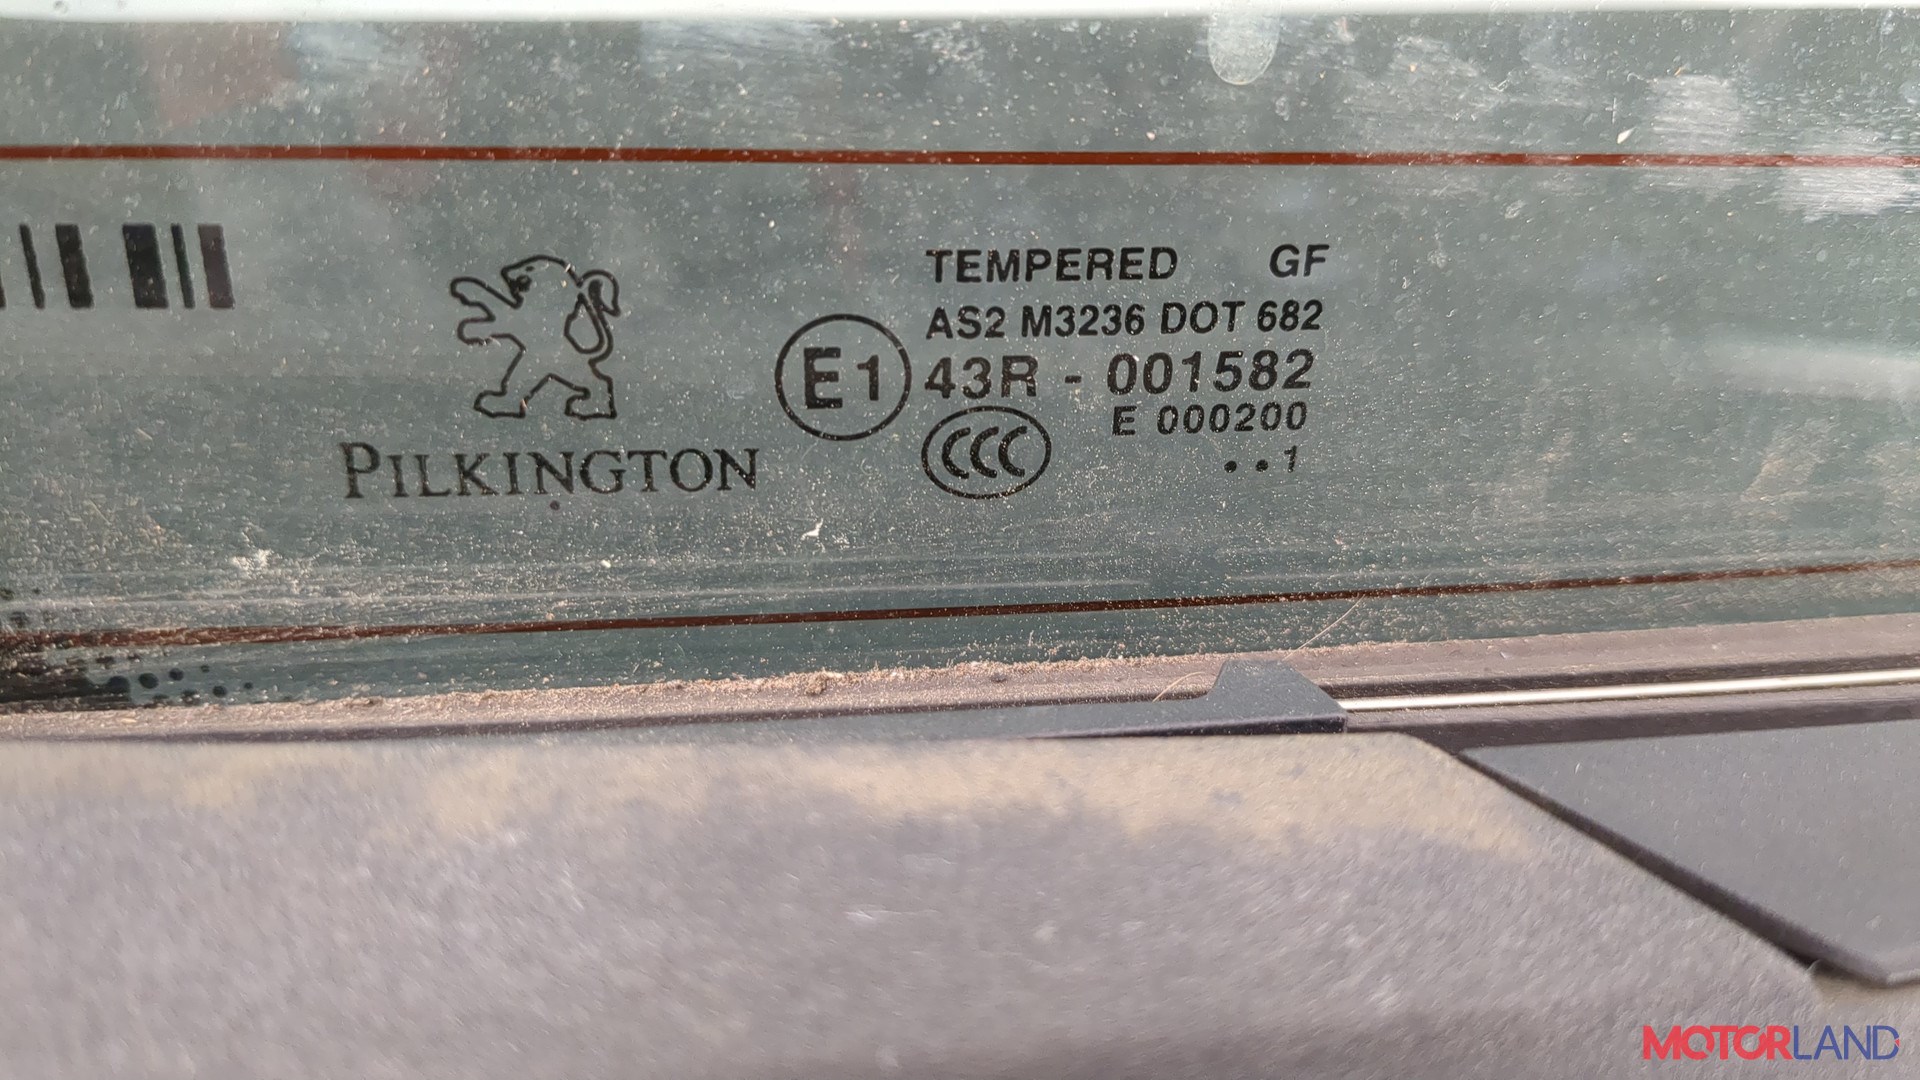 TEMPERED GF
AS2 M3236 DOT 682
E1 43R - 001582
E 000200
CCC
..1
PILKINGTON
MOTORLAND